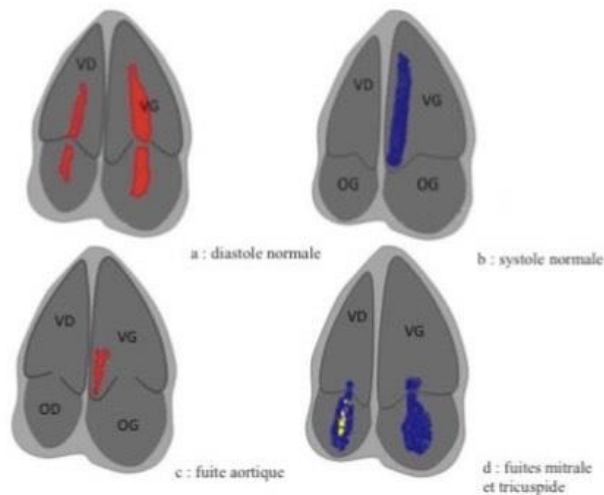 VD
VG
a : diastole normale
VD
VG
OG
OG
b : systole normale
VD
VG
OD
OG
c : fuite aortique
VD
VG
d : fuites mitrale
et tricuspide